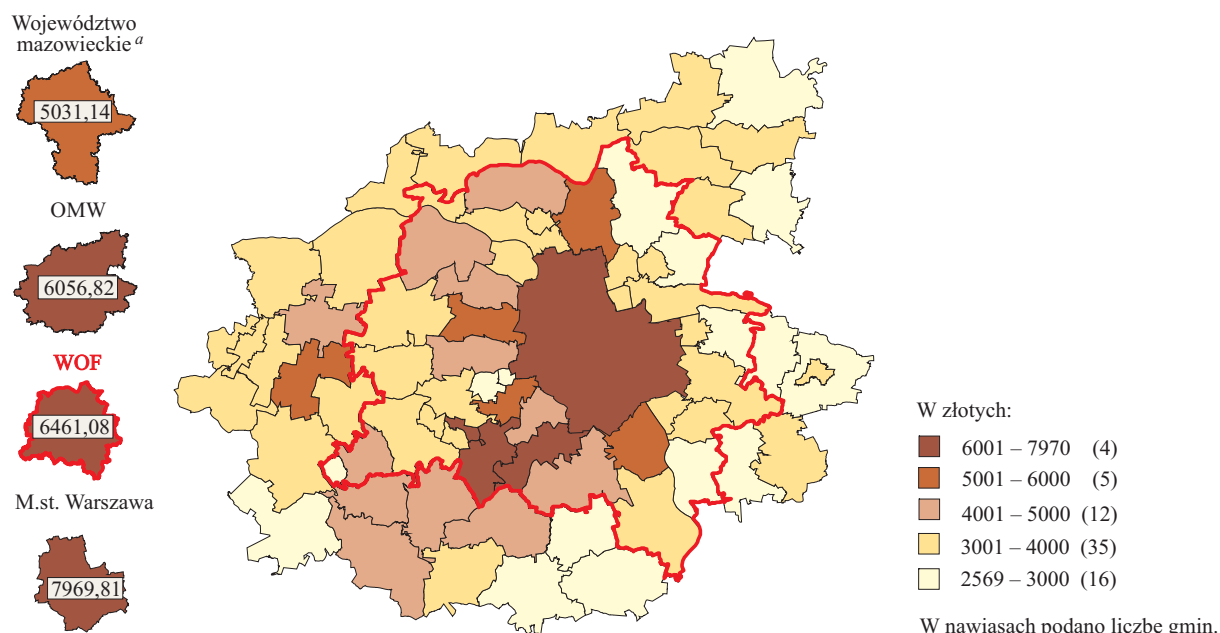 Województwo
mazowieckie a
5031,14
OMW
6056,82
WOF
6461,08
M.st. Warszawa
7969,81
W złotych:
6001 – 7970 (4)
5001 – 6000 (5)
4001 – 5000 (12)
3001 – 4000 (35)
2569 – 3000 (16)
W nawiasach podano liczbę gmin.